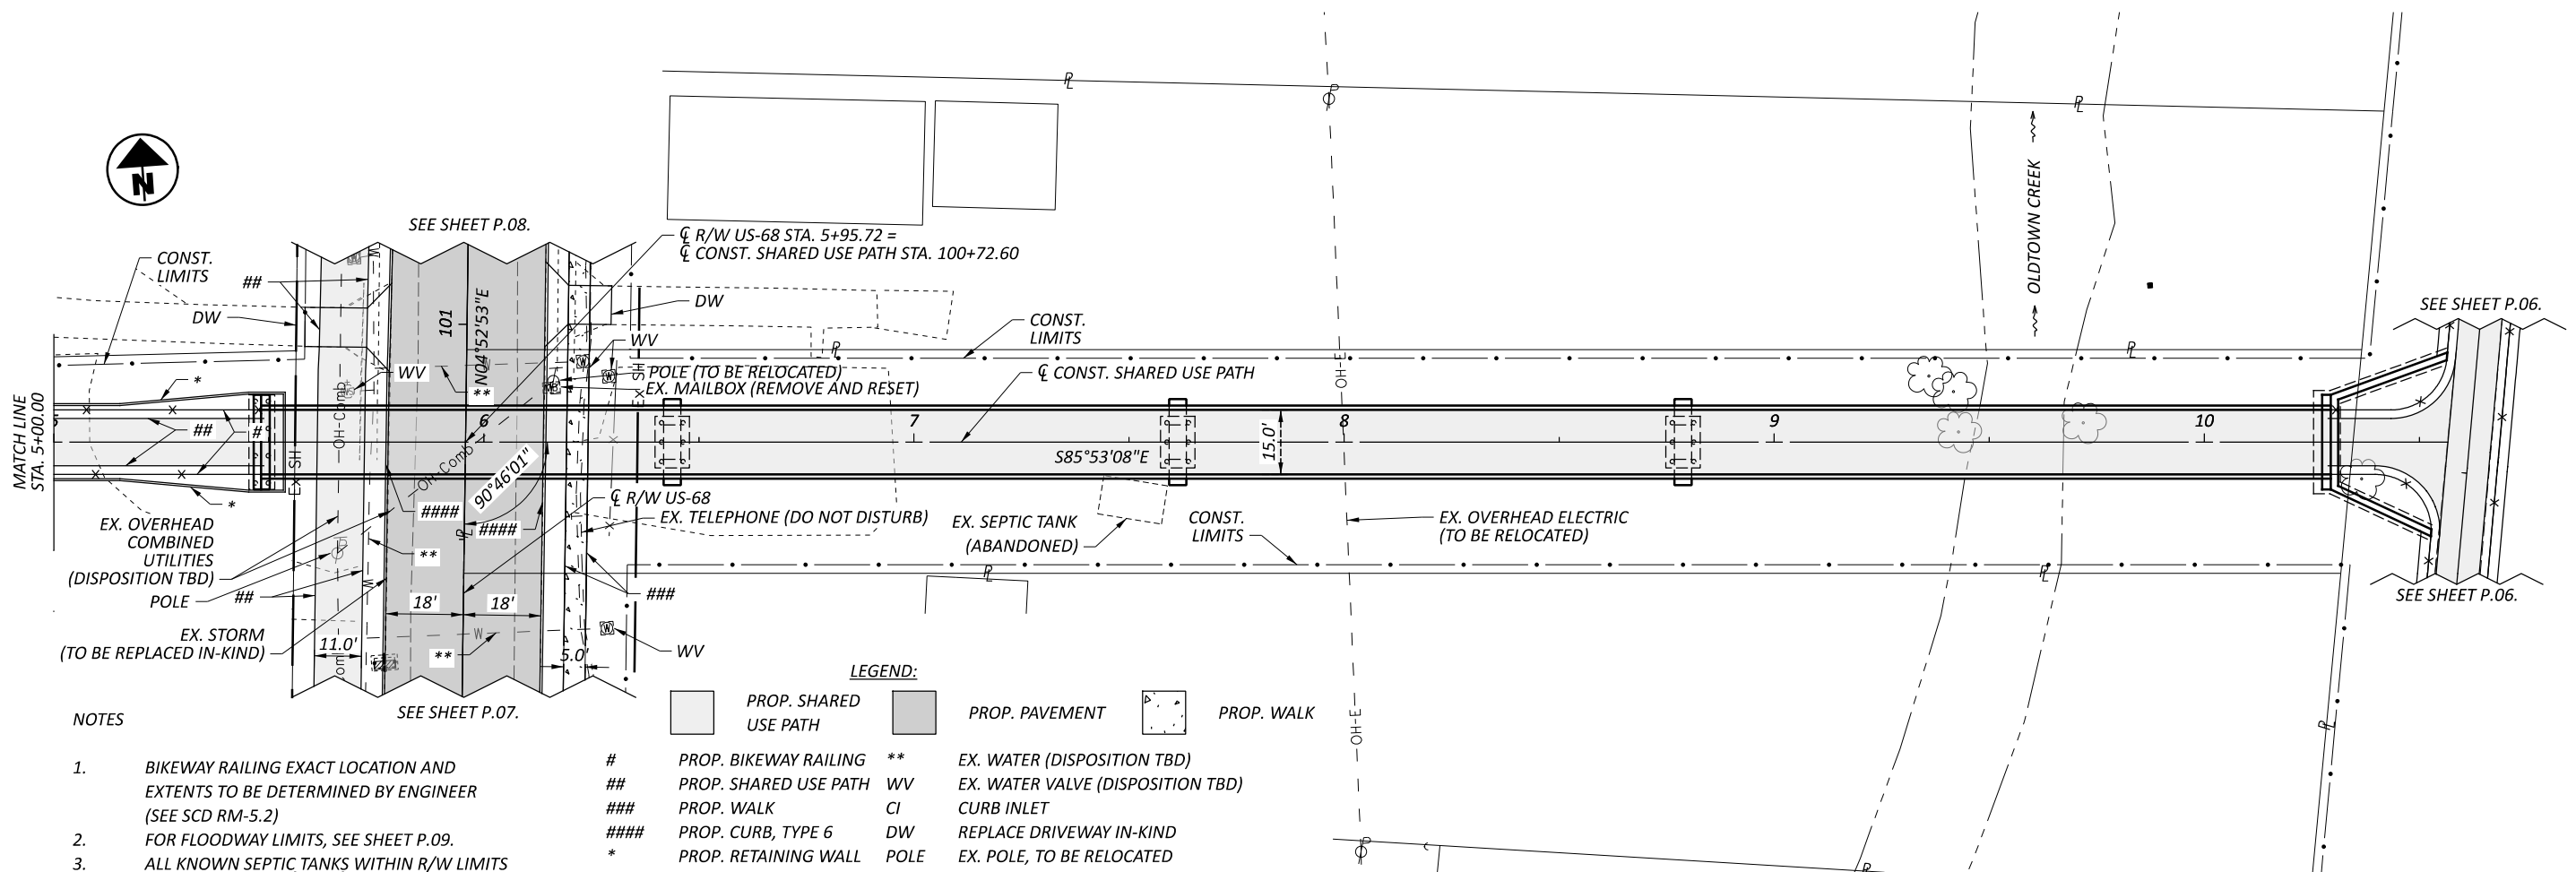 N
SEE SHEET P.08.
℄ R/W US-68 STA. 5+95.72 =
℄ CONST. SHARED USE PATH STA. 100+72.60
CONST.
LIMITS
##
DW
101
N04°52'53"E
DW
WV
CONST.
LIMITS
OLDTOWN CREEK
SEE SHEET P.06.
WV
**
POLE (TO BE RELOCATED)
EX. MAILBOX (REMOVE AND RESET)
℄ CONST. SHARED USE PATH
OH-E
*
MATCH LINE
STA. 5+00.00
##
#
EX SH
OH-Comb
6
7
8
9
10
15.0'
S85°53'08"E
90°46'01"
OH-Comb
EX SH
*
####
####
℄ R/W US-68
EX. TELEPHONE (DO NOT DISTURB)
EX. SEPTIC TANK
(ABANDONED)
CONST.
LIMITS
EX. OVERHEAD ELECTRIC
(TO BE RELOCATED)
EX. OVERHEAD
COMBINED
UTILITIES
(DISPOSITION TBD)
**
POLE
##
18'
18'
###
SEE SHEET P.06.
EX. STORM
(TO BE REPLACED IN-KIND)
11.0'
**
W
5.0'
WV
OH-E
SEE SHEET P.07.
LEGEND:
PROP. SHARED
USE PATH
PROP. PAVEMENT
PROP. WALK
NOTES
1. BIKEWAY RAILING EXACT LOCATION AND
EXTENTS TO BE DETERMINED BY ENGINEER
(SEE SCD RM-5.2)
2. FOR FLOODWAY LIMITS, SEE SHEET P.09.
3. ALL KNOWN SEPTIC TANKS WITHIN R/W LIMITS
# PROP. BIKEWAY RAILING
## PROP. SHARED USE PATH
### PROP. WALK
#### PROP. CURB, TYPE 6
* PROP. RETAINING WALL
** EX. WATER (DISPOSITION TBD)
WV EX. WATER VALVE (DISPOSITION TBD)
CI CURB INLET
DW REPLACE DRIVEWAY IN-KIND
POLE EX. POLE, TO BE RELOCATED